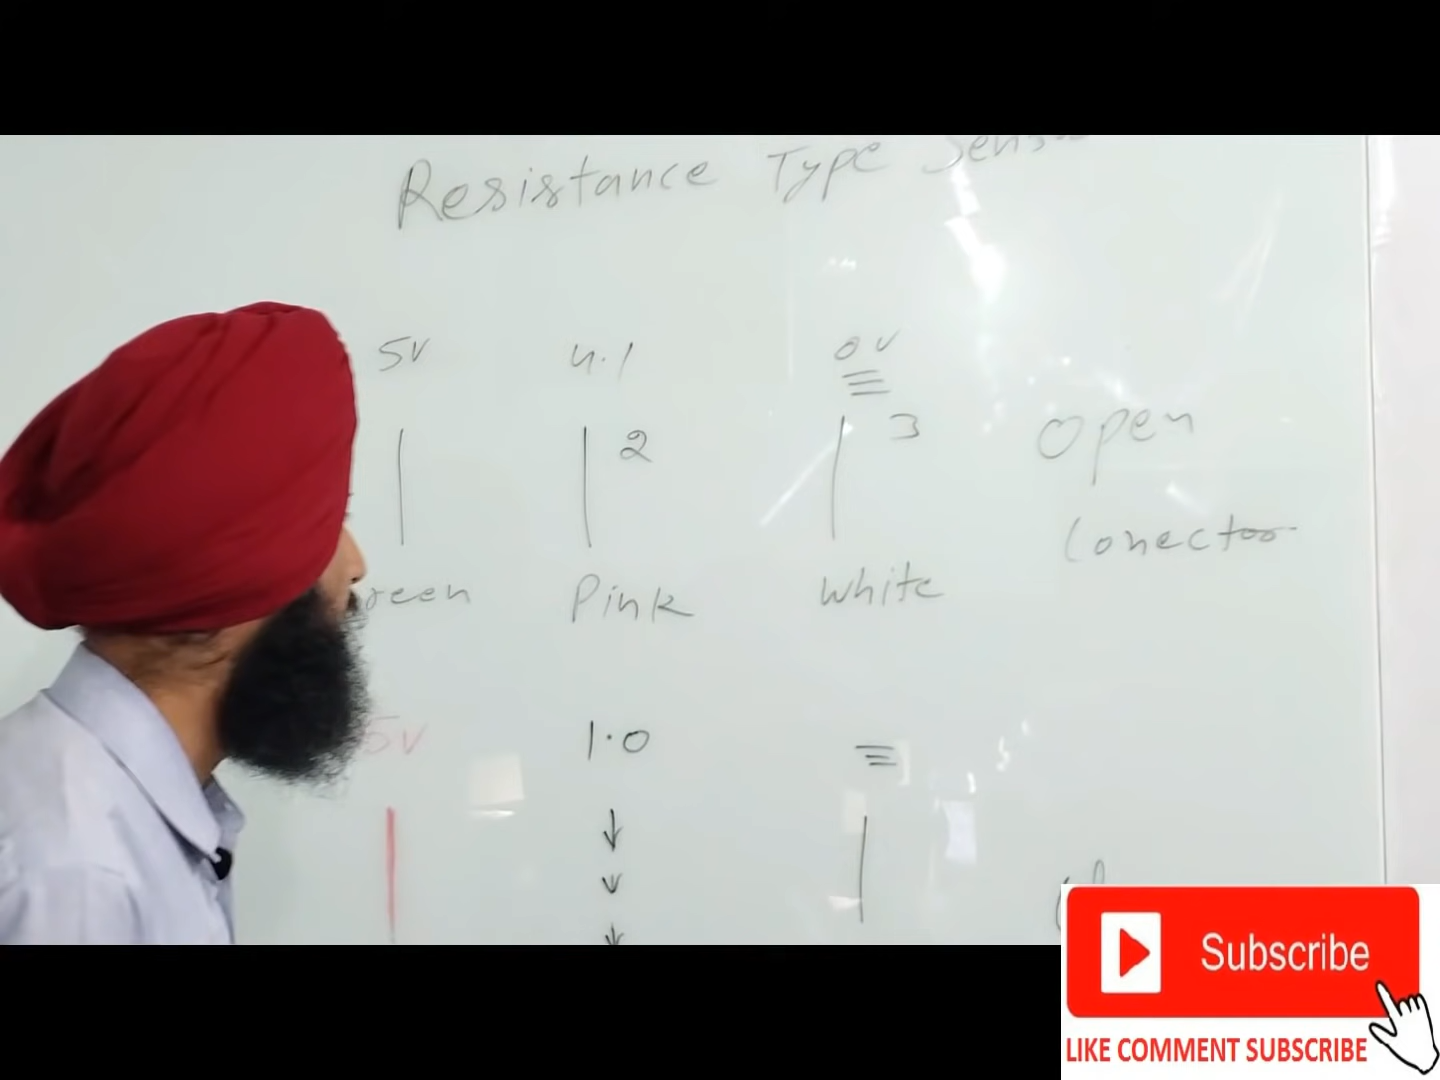 Resistance Type Sens
5V 4.1 0V
2 3
Open
Conector
reen Pink White
5V 1.0
Subscribe
LIKE COMMENT SUBSCRIBE